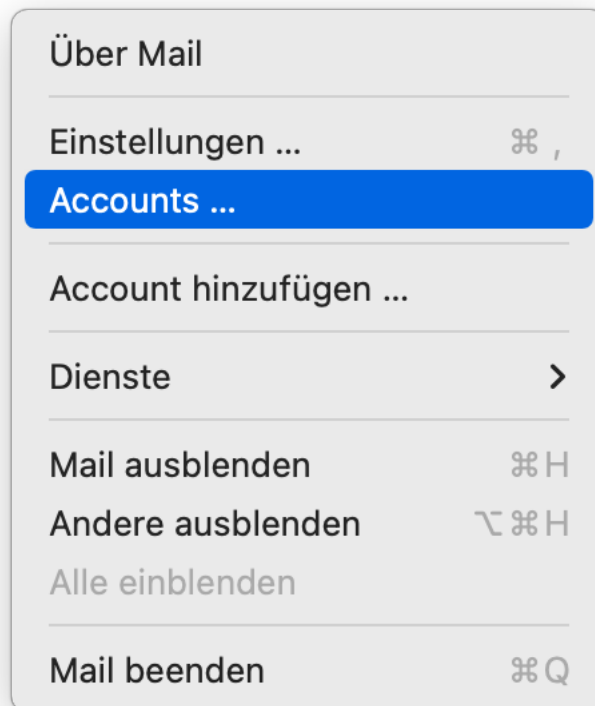 Über Mail
Einstellungen ... ⌘ ,
Accounts ...
Account hinzufügen ...
Dienste
Mail ausblenden ⌘H
Andere ausblenden ⌥⌘H
Alle einblenden
Mail beenden ⌘Q